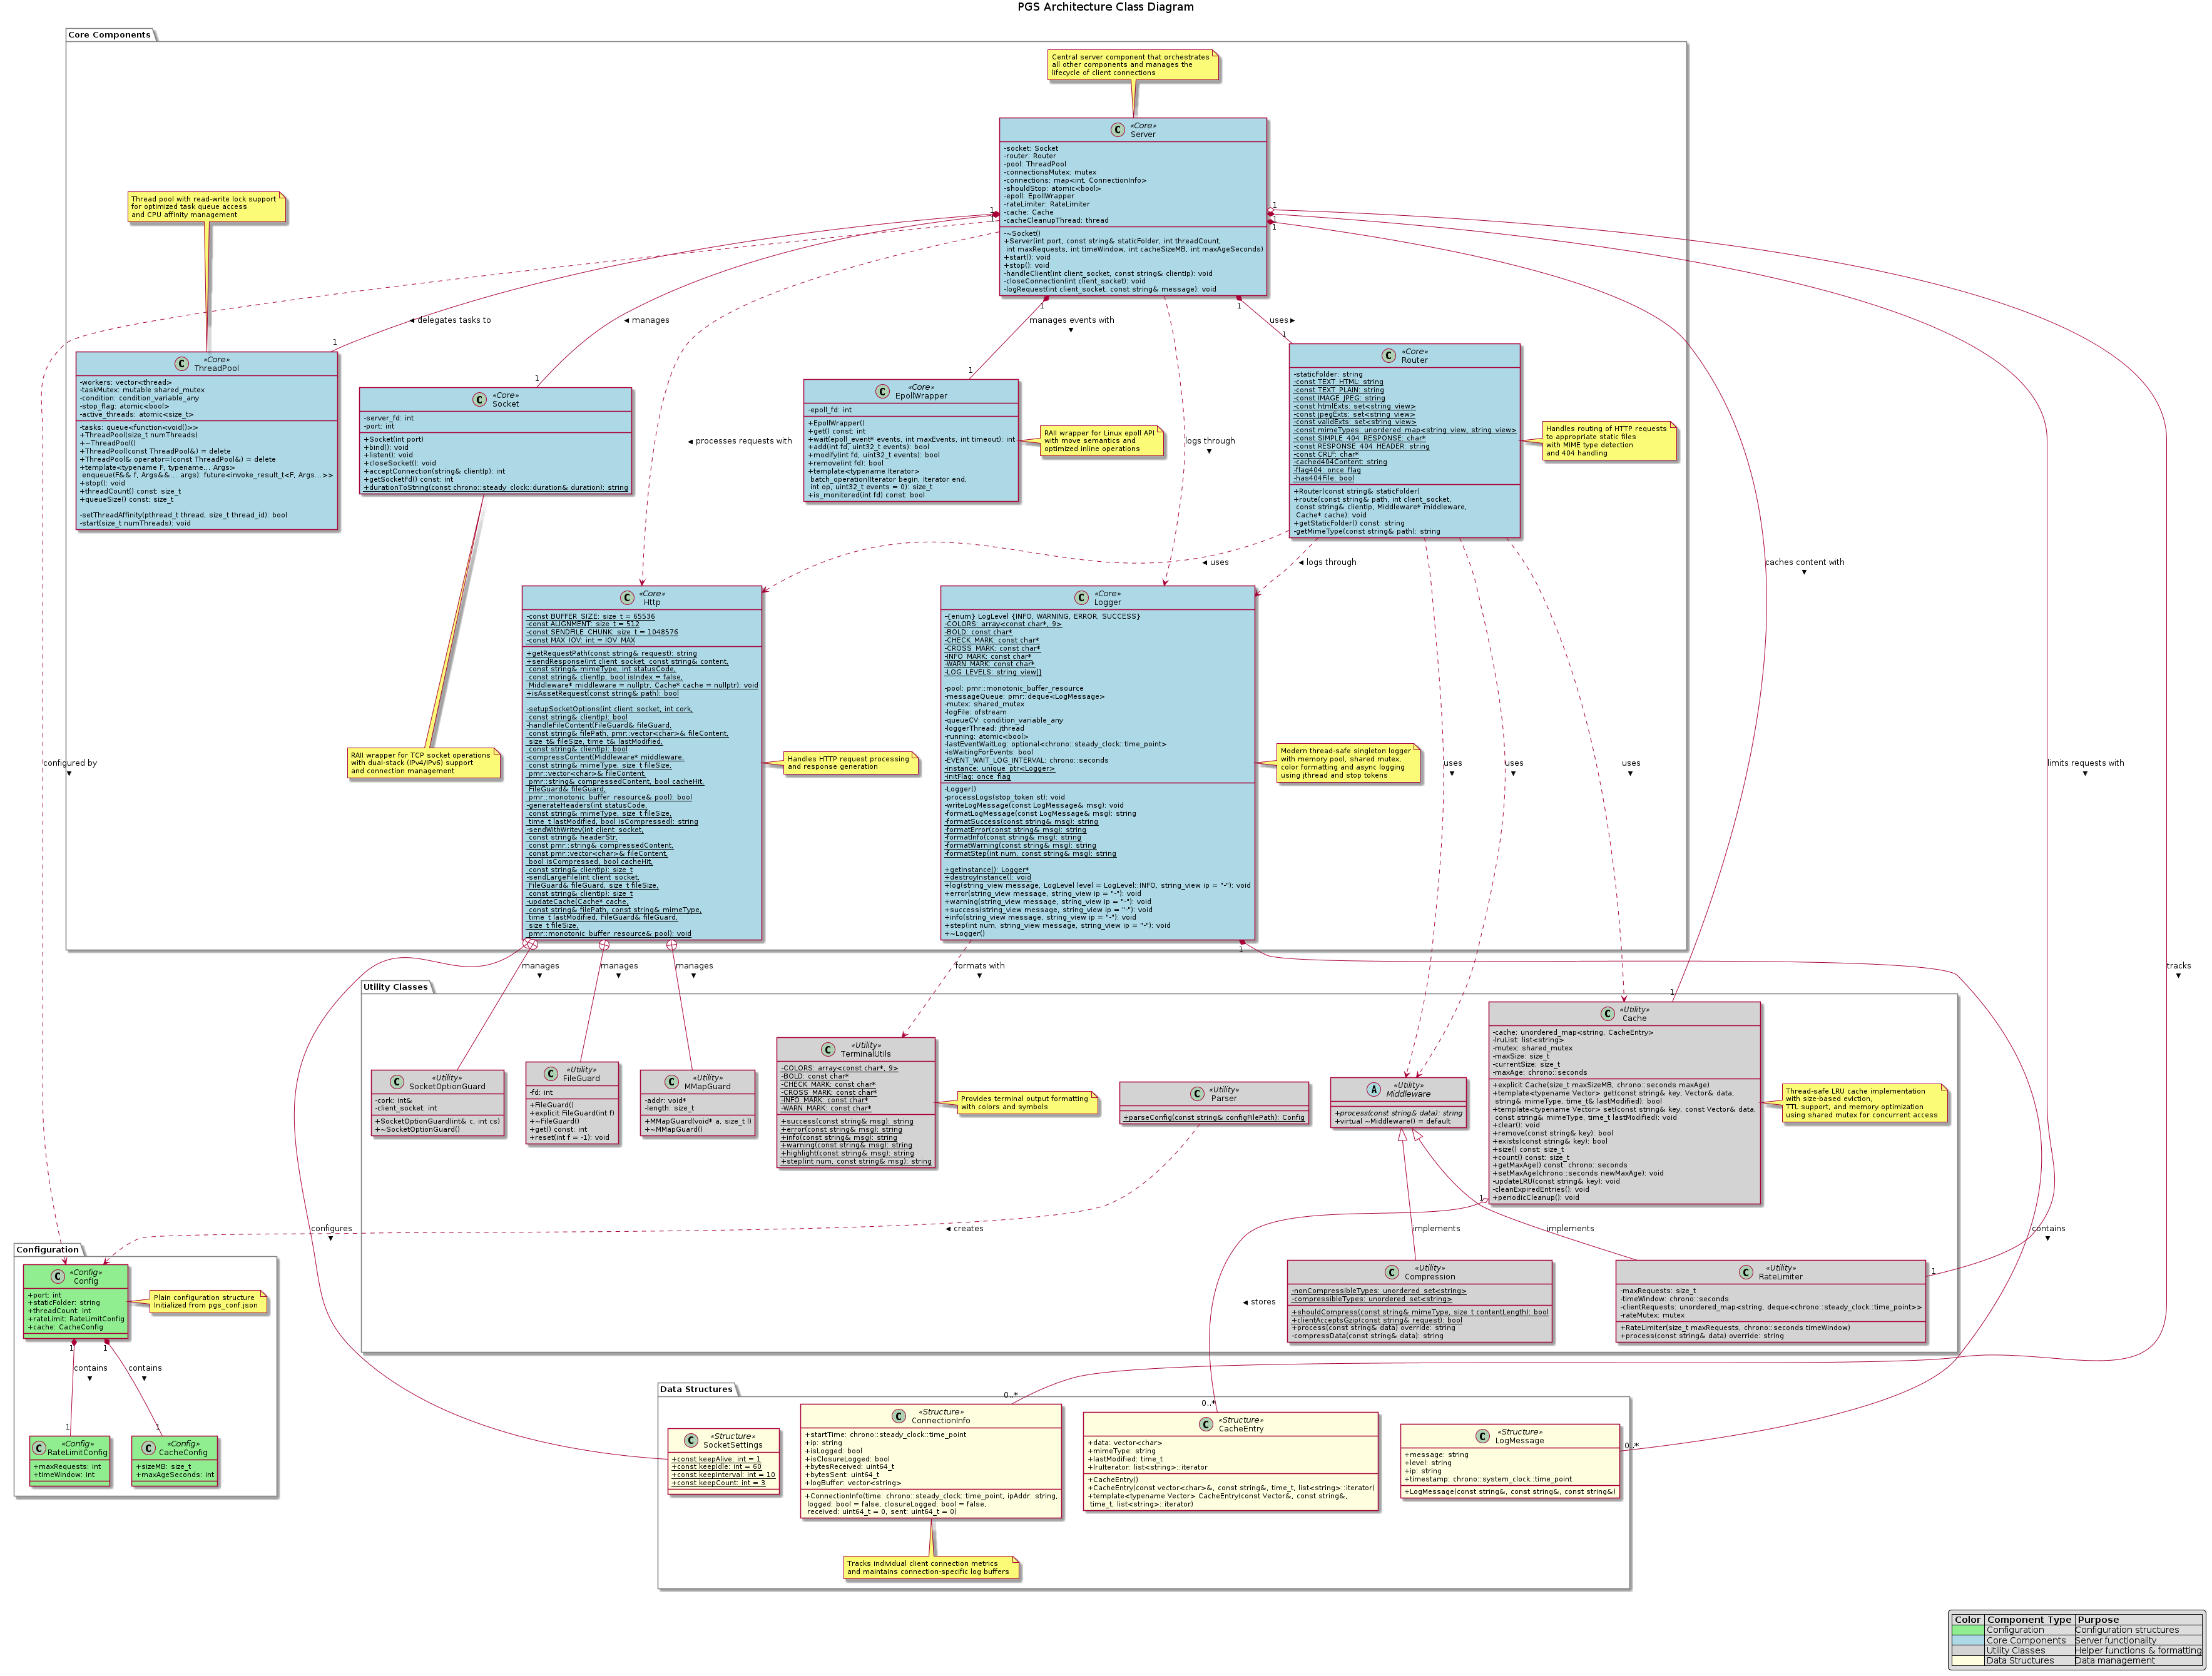 PGS Architecture Class Diagram
Core Components
Central server component that orchestrates
all other components and manages the
lifecycle of client connections
«Core»
Server
-socket: Socket
-router: Router
-pool: ThreadPool
-connectionsMutex: mutex
-connections: map<int, ConnectionInfo>
-shouldStop: atomic<bool>
-epoll: EpollWrapper
-rateLimiter: RateLimiter
-cache: Cache
-cacheCleanupThread: thread
-~Socket()
+Server(int port, const string& staticFolder, int threadCount,
int maxRequests, int timeWindow, int cacheSizeMB, int maxAgeSeconds)
+start(): void
+stop(): void
-handleClient(int client_socket, const string& clientIp): void
-closeConnection(int client_socket): void
-logRequest(int client_socket, const string& message): void
Thread pool with read-write lock support
for optimized task queue access
and CPU affinity management
1
1
1
1
1
1
1
◄ delegates tasks to
◄ manages
manages events with
▼
uses ►
1
1
1
1
«Core»
ThreadPool
-workers: vector<thread>
-taskMutex: mutable shared_mutex
-condition: condition_variable_any
-stop_flag: atomic<bool>
-active_threads: atomic<size_t>
-tasks: queue<function<void()>>
+ThreadPool(size_t numThreads)
+~ThreadPool()
+ThreadPool(const ThreadPool&) = delete
+ThreadPool& operator=(const ThreadPool&) = delete
+template<typename F, typename... Args>
enqueue(F&& f, Args&&... args): future<invoke_result_t<F, Args...>>
+stop(): void
+threadCount() const: size_t
+queueSize() const: size_t
-setThreadAffinity(pthread_t thread, size_t thread_id): bool
-start(size_t numThreads): void
«Core»
Socket
-server_fd: int
-port: int
+Socket(int port)
+bind(): void
+listen(): void
+closeSocket(): void
+acceptConnection(string& clientIp): int
+getSocketFd() const: int
+durationToString(const chrono::steady_clock::duration& duration): string
«Core»
EpollWrapper
-epoll_fd: int
+EpollWrapper()
+get() const: int
+wait(epoll_event* events, int maxEvents, int timeout): int
+add(int fd, uint32_t events): bool
+modify(int fd, uint32_t events): bool
+remove(int fd): bool
+template<typename Iterator>
batch_operation(Iterator begin, Iterator end,
int op, uint32_t events = 0): size_t
+is_monitored(int fd) const: bool
RAII wrapper for Linux epoll API
with move semantics and
optimized inline operations
«Core»
Router
-staticFolder: string
-const TEXT_HTML: string
-const TEXT_PLAIN: string
-const IMAGE_JPEG: string
-const htmlExts: set<string_view>
-const jpegExts: set<string_view>
-const validExts: set<string_view>
-const mimeTypes: unordered_map<string_view, string_view>
-const SIMPLE_404_RESPONSE: char*
-const RESPONSE_404_HEADER: string
-const CRLF: char*
-cached404Content: string
-flag404: once_flag
-has404File: bool
+Router(const string& staticFolder)
+route(const string& path, int client_socket,
const string& clientIp, Middleware* middleware,
Cache* cache): void
+getStaticFolder() const: string
-getMimeType(const string& path): string
Handles routing of HTTP requests
to appropriate static files
with MIME type detection
and 404 handling
◄ processes requests with
logs through
▼
◄ uses
◄ logs through
caches content with
▼
RAII wrapper for TCP socket operations
with dual-stack (IPv4/IPv6) support
and connection management
«Core»
Http
-const BUFFER_SIZE: size_t = 65536
-const ALIGNMENT: size_t = 512
-const SENDFILE_CHUNK: size_t = 1048576
-const MAX_IOV: int = IOV_MAX
+getRequestPath(const string& request): string
+sendResponse(int client_socket, const string& content,
const string& mimeType, int statusCode,
const string& clientIp, bool isIndex = false,
Middleware* middleware = nullptr, Cache* cache = nullptr): void
+isAssetRequest(const string& path): bool
-setupSocketOptions(int client_socket, int cork,
const string& clientIp): bool
-handleFileContent(FileGuard& fileGuard,
const string& filePath, pmr::vector<char>& fileContent,
size_t& fileSize, time_t& lastModified,
const string& clientIp): bool
-compressContent(Middleware* middleware,
const string& mimeType, size_t fileSize,
pmr::vector<char>& fileContent,
pmr::string& compressedContent, bool cacheHit,
FileGuard& fileGuard,
pmr::monotonic_buffer_resource& pool): bool
-generateHeaders(int statusCode,
const string& mimeType, size_t fileSize,
time_t lastModified, bool isCompressed): string
-sendWithWritev(int client_socket,
const string& headerStr,
const pmr::string& compressedContent,
const pmr::vector<char>& fileContent,
bool isCompressed, bool cacheHit,
const string& clientIp): size_t
-sendLargeFile(int client_socket,
FileGuard& fileGuard, size_t fileSize,
const string& clientIp): size_t
-updateCache(Cache* cache,
const string& filePath, const string& mimeType,
time_t lastModified, FileGuard& fileGuard,
size_t fileSize,
pmr::monotonic_buffer_resource& pool): void
Handles HTTP request processing
and response generation
«Core»
Logger
-{enum} LogLevel {INFO, WARNING, ERROR, SUCCESS}
-COLORS: array<const char*, 9>
-BOLD: const char*
-CHECK_MARK: const char*
-CROSS_MARK: const char*
-INFO_MARK: const char*
-WARN_MARK: const char*
-LOG_LEVELS: string_view[]
-pool: pmr::monotonic_buffer_resource
-messageQueue: pmr::deque<LogMessage>
-mutex: shared_mutex
-logFile: ofstream
-queueCV: condition_variable_any
-loggerThread: jthread
-running: atomic<bool>
-lastEventWaitLog: optional<chrono::steady_clock::time_point>
-isWaitingForEvents: bool
-EVENT_WAIT_LOG_INTERVAL: chrono::seconds
-instance: unique_ptr<Logger>
-initFlag: once_flag
-Logger()
-processLogs(stop_token st): void
-writeLogMessage(const LogMessage& msg): void
-formatLogMessage(const LogMessage& msg): string
-formatSuccess(const string& msg): string
-formatError(const string& msg): string
-formatInfo(const string& msg): string
-formatWarning(const string& msg): string
-formatStep(int num, const string& msg): string
+getInstance(): Logger*
+destroyInstance(): void
+log(string_view message, LogLevel level = LogLevel::INFO, string_view ip = "-"): void
+error(string_view message, string_view ip = "-"): void
+warning(string_view message, string_view ip = "-"): void
+success(string_view message, string_view ip = "-"): void
+info(string_view message, string_view ip = "-"): void
+step(int num, string_view message, string_view ip = "-"): void
+~Logger()
Modern thread-safe singleton logger
with memory pool, shared mutex,
color formatting and async logging
using jthread and stop tokens
configured by
▼
uses
▼
uses
▼
uses
▼
limits requests with
▼
manages
▼
manages
▼
manages
▼
1
formats with
▼
tracks
▼
Utility Classes
1
«Utility»
SocketOptionGuard
-cork: int&
-client_socket: int
+SocketOptionGuard(int& c, int cs)
+~SocketOptionGuard()
«Utility»
FileGuard
-fd: int
+FileGuard()
+explicit FileGuard(int f)
+~FileGuard()
+get() const: int
+reset(int f = -1): void
«Utility»
MMapGuard
-addr: void*
-length: size_t
+MMapGuard(void* a, size_t l)
+~MMapGuard()
«Utility»
TerminalUtils
-COLORS: array<const char*, 9>
-BOLD: const char*
-CHECK_MARK: const char*
-CROSS_MARK: const char*
-INFO_MARK: const char*
-WARN_MARK: const char*
+success(const string& msg): string
+error(const string& msg): string
+info(const string& msg): string
+warning(const string& msg): string
+highlight(const string& msg): string
+step(int num, const string& msg): string
Provides terminal output formatting
with colors and symbols
«Utility»
Parser
+parseConfig(const string& configFilePath): Config
«Utility»
Middleware
+process(const string& data): string
+virtual ~Middleware() = default
«Utility»
Cache
-cache: unordered_map<string, CacheEntry>
-lruList: list<string>
-mutex: shared_mutex
-maxSize: size_t
-currentSize: size_t
-maxAge: chrono::seconds
+explicit Cache(size_t maxSizeMB, chrono::seconds maxAge)
+template<typename Vector> get(const string& key, Vector& data,
string& mimeType, time_t& lastModified): bool
+template<typename Vector> set(const string& key, const Vector& data,
const string& mimeType, time_t lastModified): void
+clear(): void
+remove(const string& key): bool
+exists(const string& key): bool
+size() const: size_t
+count() const: size_t
+getMaxAge() const: chrono::seconds
+setMaxAge(chrono::seconds newMaxAge): void
-updateLRU(const string& key): void
-cleanExpiredEntries(): void
+periodicCleanup(): void
Thread-safe LRU cache implementation
with size-based eviction,
TTL support, and memory optimization
using shared mutex for concurrent access
1
configures
▼
◄ creates
implements
implements
contains
▼
Configuration
«Config»
Config
+port: int
+staticFolder: string
+threadCount: int
+rateLimit: RateLimitConfig
+cache: CacheConfig
Plain configuration structure
Initialized from pgs_conf.json
◄ stores
«Utility»
Compression
-nonCompressibleTypes: unordered_set<string>
-compressibleTypes: unordered_set<string>
+shouldCompress(const string& mimeType, size_t contentLength): bool
+clientAcceptsGzip(const string& request): bool
+process(const string& data) override: string
-compressData(const string& data): string
«Utility»
RateLimiter
-maxRequests: size_t
-timeWindow: chrono::seconds
-clientRequests: unordered_map<string, deque<chrono::steady_clock::time_point>>
-rateMutex: mutex
+RateLimiter(size_t maxRequests, chrono::seconds timeWindow)
+process(const string& data) override: string
1
1
1
contains
▼
contains
▼
1
1
«Config»
RateLimitConfig
+maxRequests: int
+timeWindow: int
«Config»
CacheConfig
+sizeMB: size_t
+maxAgeSeconds: int
Data Structures
0..*
0..*
0..*
«Structure»
SocketSettings
+const keepAlive: int = 1
+const keepIdle: int = 60
+const keepInterval: int = 10
+const keepCount: int = 3
«Structure»
ConnectionInfo
+startTime: chrono::steady_clock::time_point
+ip: string
+isLogged: bool
+isClosureLogged: bool
+bytesReceived: uint64_t
+bytesSent: uint64_t
+logBuffer: vector<string>
+ConnectionInfo(time: chrono::steady_clock::time_point, ipAddr: string,
logged: bool = false, closureLogged: bool = false,
received: uint64_t = 0, sent: uint64_t = 0)
«Structure»
CacheEntry
+data: vector<char>
+mimeType: string
+lastModified: time_t
+lruIterator: list<string>::iterator
+CacheEntry()
+CacheEntry(const vector<char>&, const string&, time_t, list<string>::iterator)
+template<typename Vector> CacheEntry(const Vector&, const string&,
time_t, list<string>::iterator)
«Structure»
LogMessage
+message: string
+level: string
+ip: string
+timestamp: chrono::system_clock::time_point
+LogMessage(const string&, const string&, const string&)
Tracks individual client connection metrics
and maintains connection-specific log buffers
Color Component Type Purpose
Configuration Configuration structures
Core Components Server functionality
Utility Classes Helper functions & formatting
Data Structures Data management